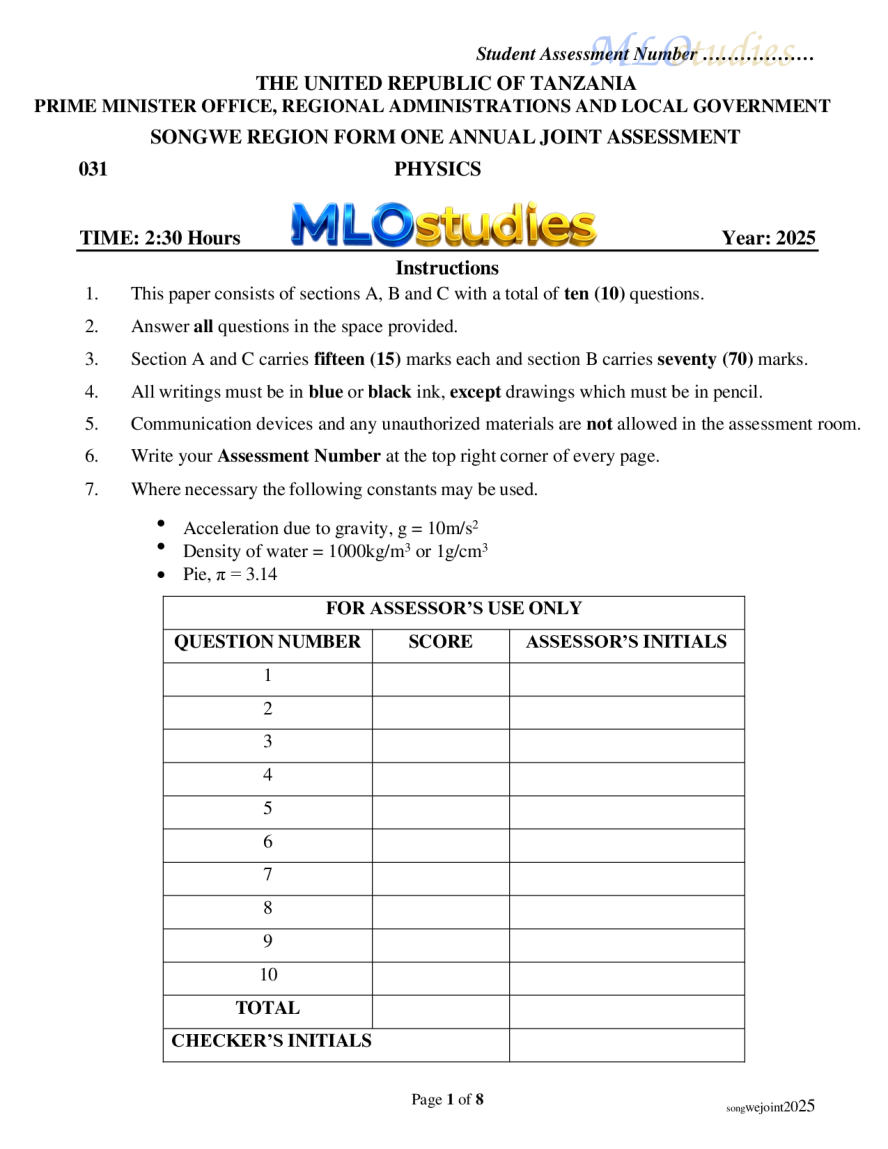 Student Assessment Number ………………
MLOstudies
THE UNITED REPUBLIC OF TANZANIA
PRIME MINISTER OFFICE, REGIONAL ADMINISTRATIONS AND LOCAL GOVERNMENT
SONGWE REGION FORM ONE ANNUAL JOINT ASSESSMENT
031 PHYSICS
TIME: 2:30 Hours MLOstudies Year: 2025
Instructions
1. This paper consists of sections A, B and C with a total of ten (10) questions.
2. Answer all questions in the space provided.
3. Section A and C carries fifteen (15) marks each and section B carries seventy (70) marks.
4. All writings must be in blue or black ink, except drawings which must be in pencil.
5. Communication devices and any unauthorized materials are not allowed in the assessment room.
6. Write your Assessment Number at the top right corner of every page.
7. Where necessary the following constants may be used.
• Acceleration due to gravity, g = 10m/s²
• Density of water = 1000kg/m³ or 1g/cm³
• Pie, π = 3.14
FOR ASSESSOR'S USE ONLY
QUESTION NUMBER SCORE ASSESSOR'S INITIALS
1
2
3
4
5
6
7
8
9
10
TOTAL
CHECKER'S INITIALS
Page 1 of 8
songwejoint2025